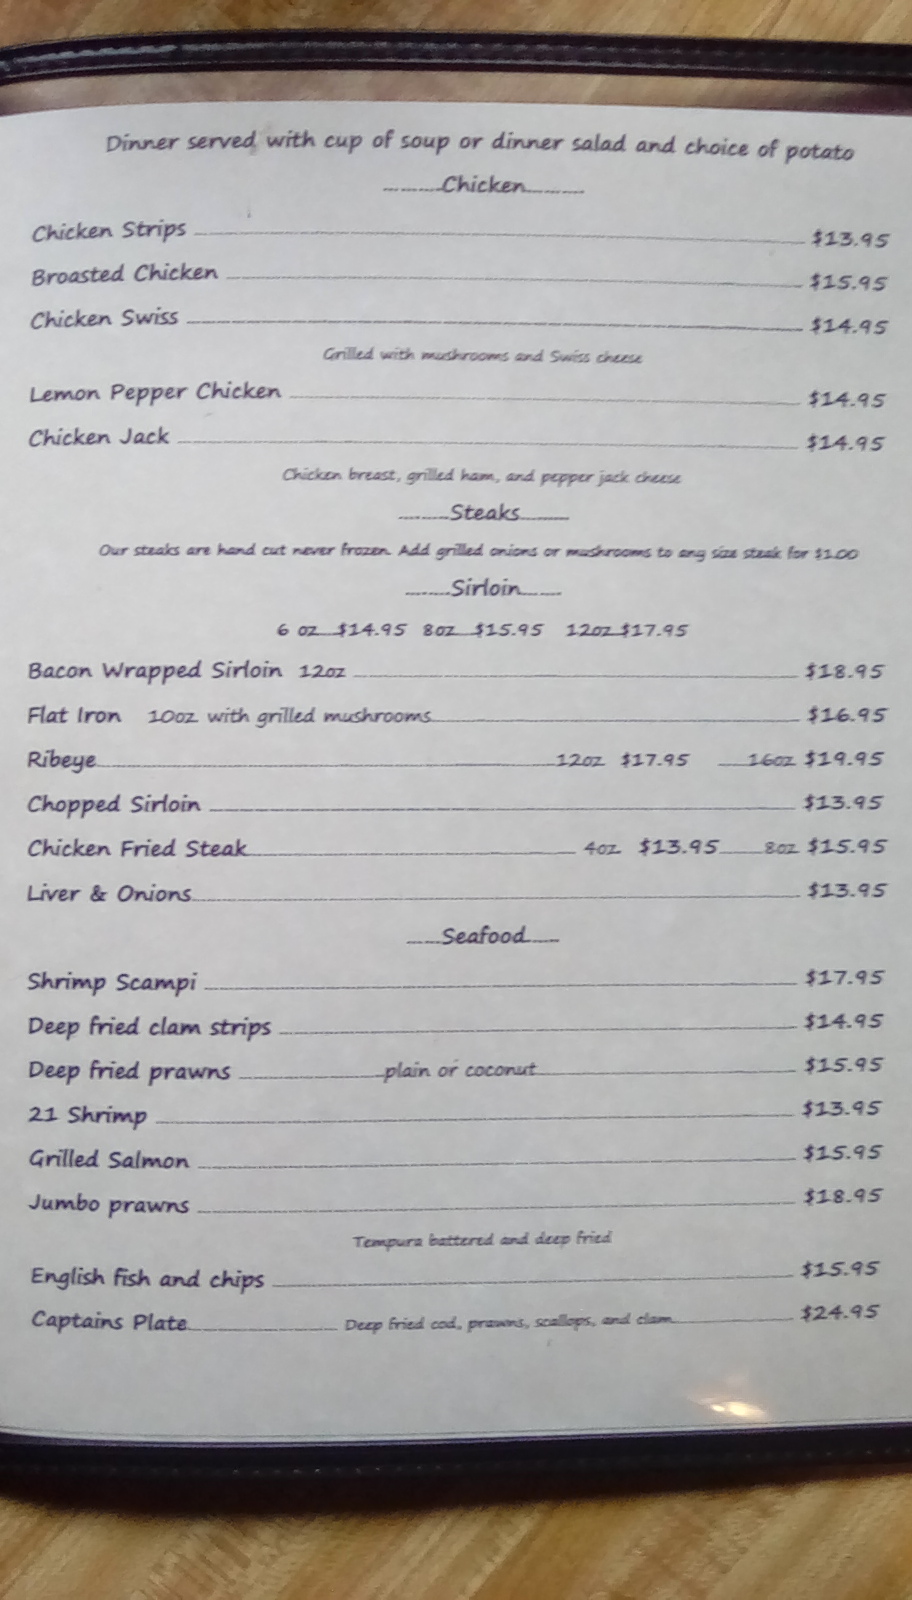 Dinner served with cup of soup or dinner salad and choice of potato
Chicken
Chicken Strips $13.95
Broasted Chicken $15.95
Chicken Swiss $14.95
Grilled with mushrooms and Swiss cheese
Lemon Pepper Chicken $14.95
Chicken Jack $14.95
Chicken breast, grilled ham, and pepper jack cheese
Steaks
Our steaks are hand cut never frozen. Add grilled onions or mushrooms to any size steak for $1.00
Sirloin
6 oz $14.95 8oz $15.95 12oz $17.95
Bacon Wrapped Sirloin 12oz $18.95
Flat Iron 10oz with grilled mushrooms $16.95
Ribeye 12oz $17.95 16oz $19.95
Chopped Sirloin $13.95
Chicken Fried Steak 4oz $13.95 8oz $15.95
Liver & Onions $13.95
Seafood
Shrimp Scampi $17.95
Deep fried clam strips $14.95
Deep fried prawns plain or coconut $15.95
21 Shrimp $13.95
Grilled Salmon $15.95
Jumbo prawns $18.95
Tempura battered and deep fried
English fish and chips $15.95
Captains Plate Deep fried cod, prawns, scallops, and clam $24.95